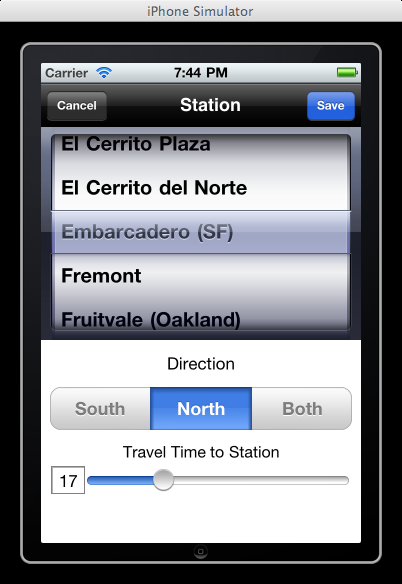 iPhone Simulator
Carrier 7:44 PM
Cancel Station Save
El Cerrito Plaza
El Cerrito del Norte
Embarcadero (SF)
Fremont
Fruitvale (Oakland)
Direction
South North Both
Travel Time to Station
17